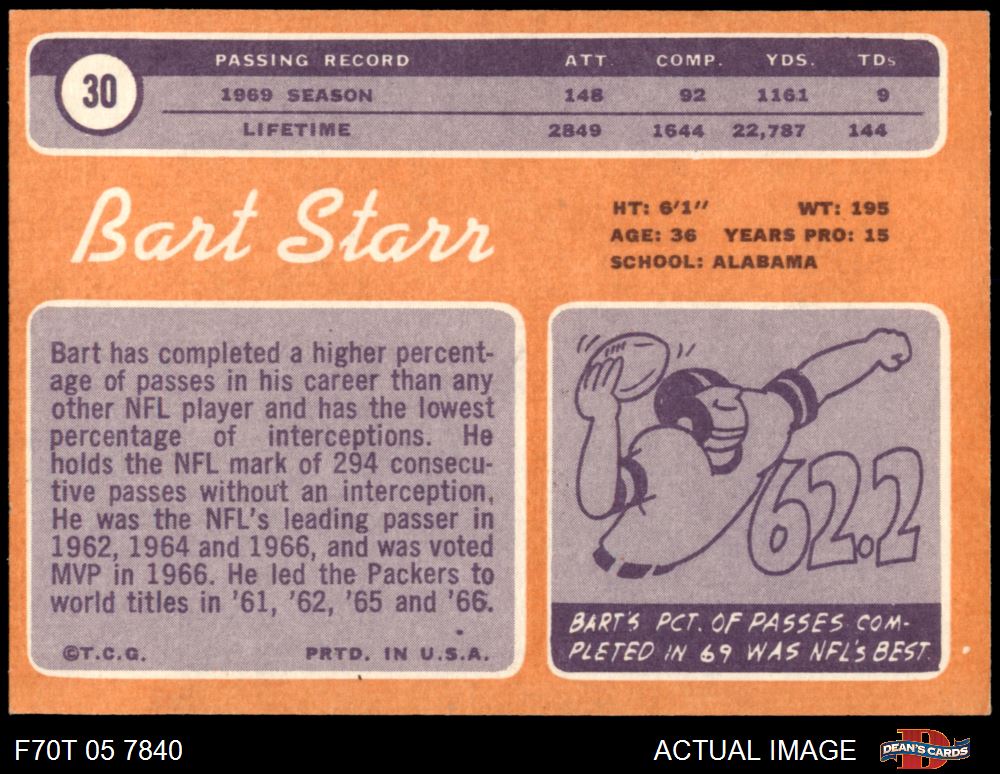 30
PASSING RECORD ATT. COMP. YDS. TDs
1969 SEASON 148 92 1161 9
LIFETIME 2849 1644 22,787 144
Bart Starr
HT: 6'1" WT: 195
AGE: 36 YEARS PRO: 15
SCHOOL: ALABAMA
Bart has completed a higher percent-
age of passes in his career than any
other NFL player and has the lowest
percentage of interceptions. He
holds the NFL mark of 294 consecu-
tive passes without an interception.
He was the NFL's leading passer in
1962, 1964 and 1966, and was voted
MVP in 1966. He led the Packers to
world titles in '61, '62, '65 and '66.
©T.C.G. PRTD. IN U.S.A.
62.2
BART'S PCT. OF PASSES COM-
PLETED IN 69 WAS NFL'S BEST.
F70T 05 7840 ACTUAL IMAGE
B
DEAN'S CARDS